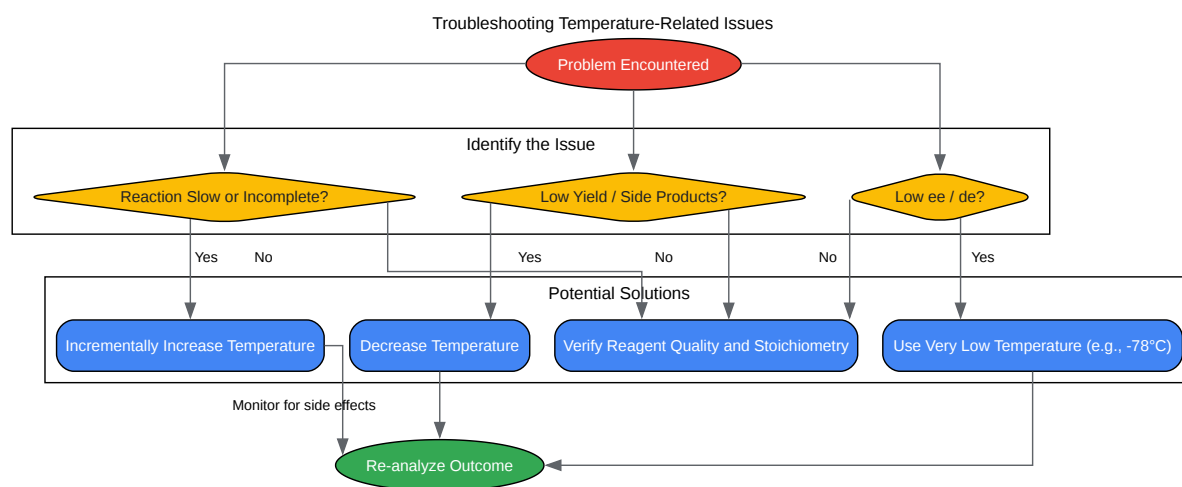 Troubleshooting Temperature-Related Issues
Problem Encountered
Identify the Issue
Reaction Slow or Incomplete?
Low Yield / Side Products?
Low ee / de?
Yes
No
Yes
No
No
Yes
Potential Solutions
Incrementally Increase Temperature
Decrease Temperature
Verify Reagent Quality and Stoichiometry
Use Very Low Temperature (e.g., -78°C)
Monitor for side effects
Re-analyze Outcome